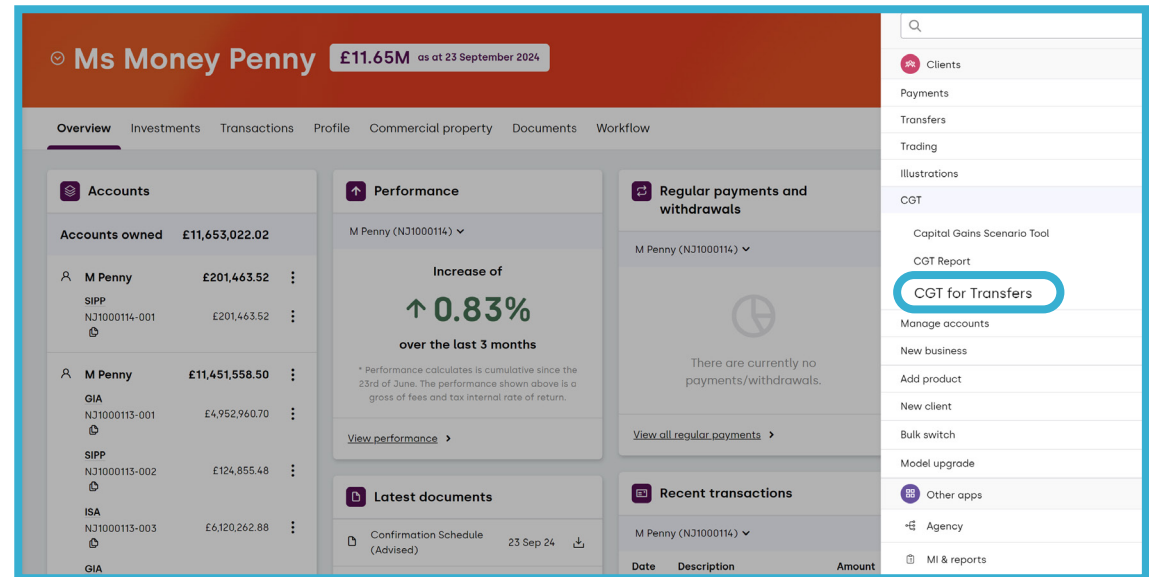 Ms Money Penny £11.65M as at 23 September 2024
Overview Investments Transactions Profile Commercial property Documents Workflow
Accounts
Accounts owned £11,653,022.02
M Penny £201,463.52
SIPP
NJ1000114-001 £201,463.52
M Penny £11,451,558.50
GIA
NJ1000113-001 £4,952,960.70
SIPP
NJ1000113-002 £124,855.48
ISA
NJ1000113-003 £6,120,262.88
GIA
Performance
M Penny (NJ1000114)
Increase of
0.83%
over the last 3 months
* Performance calculates is cumulative since the
23rd of June. The performance shown above is a
gross of fees and tax internal rate of return.
View performance
Latest documents
Confirmation Schedule
(Advised) 23 Sep 24
Regular payments and
withdrawals
M Penny (NJ1000114)
There are currently no
payments/withdrawals.
View all regular payments
Recent transactions
M Penny (NJ1000114)
Date Description Amount
Clients
Payments
Transfers
Trading
Illustrations
CGT
Capital Gains Scenario Tool
CGT Report
CGT for Transfers
Manage accounts
New business
Add product
New client
Bulk switch
Model upgrade
Other apps
Agency
MI & reports